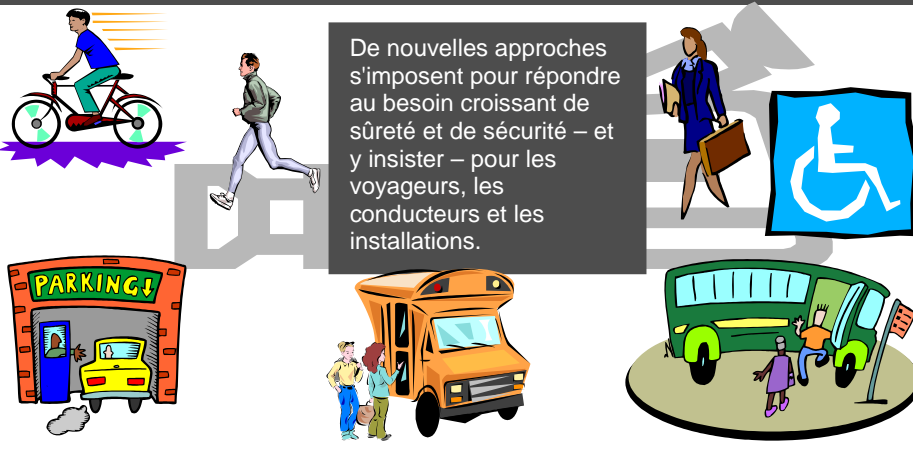 De nouvelles approches
s'imposent pour répondre
au besoin croissant de
sûreté et de sécurité – et
y insister – pour les
voyageurs, les
conducteurs et les
installations.
PARKING